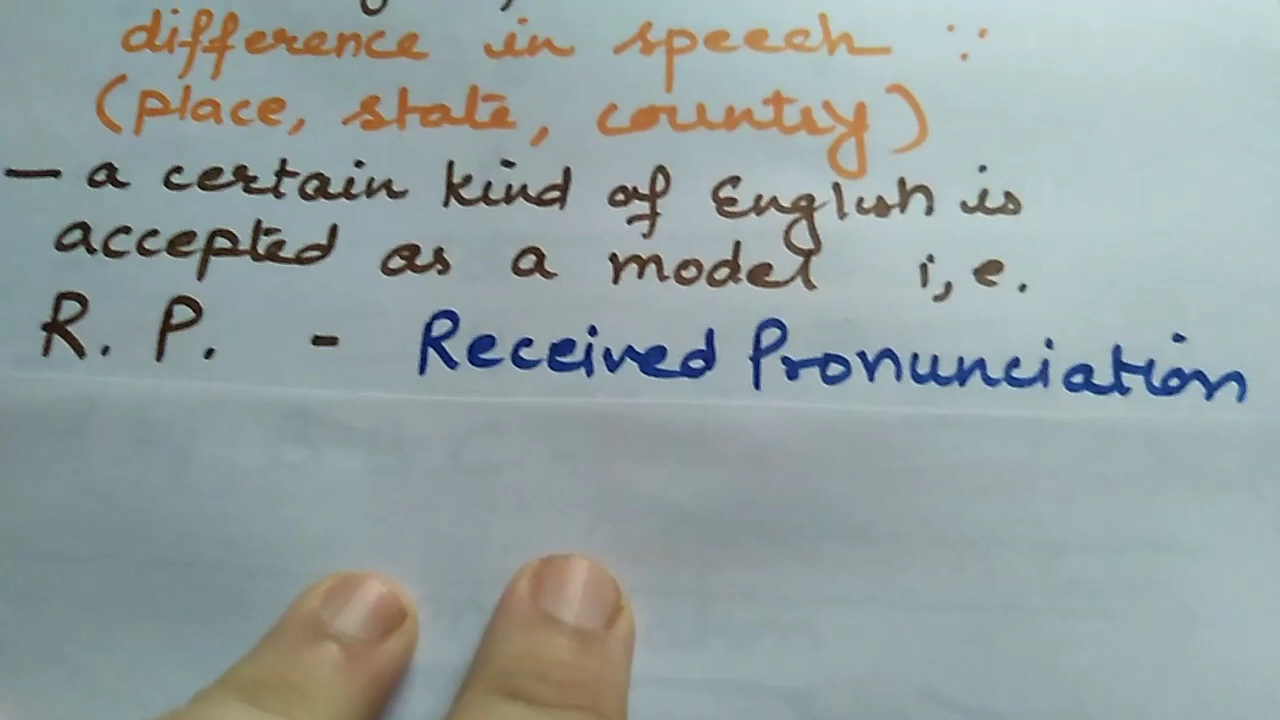 difference in speech :
(place, state, country)
— a certain kind of English is
accepted as a model i,e.
R. P. - Received Pronunciation